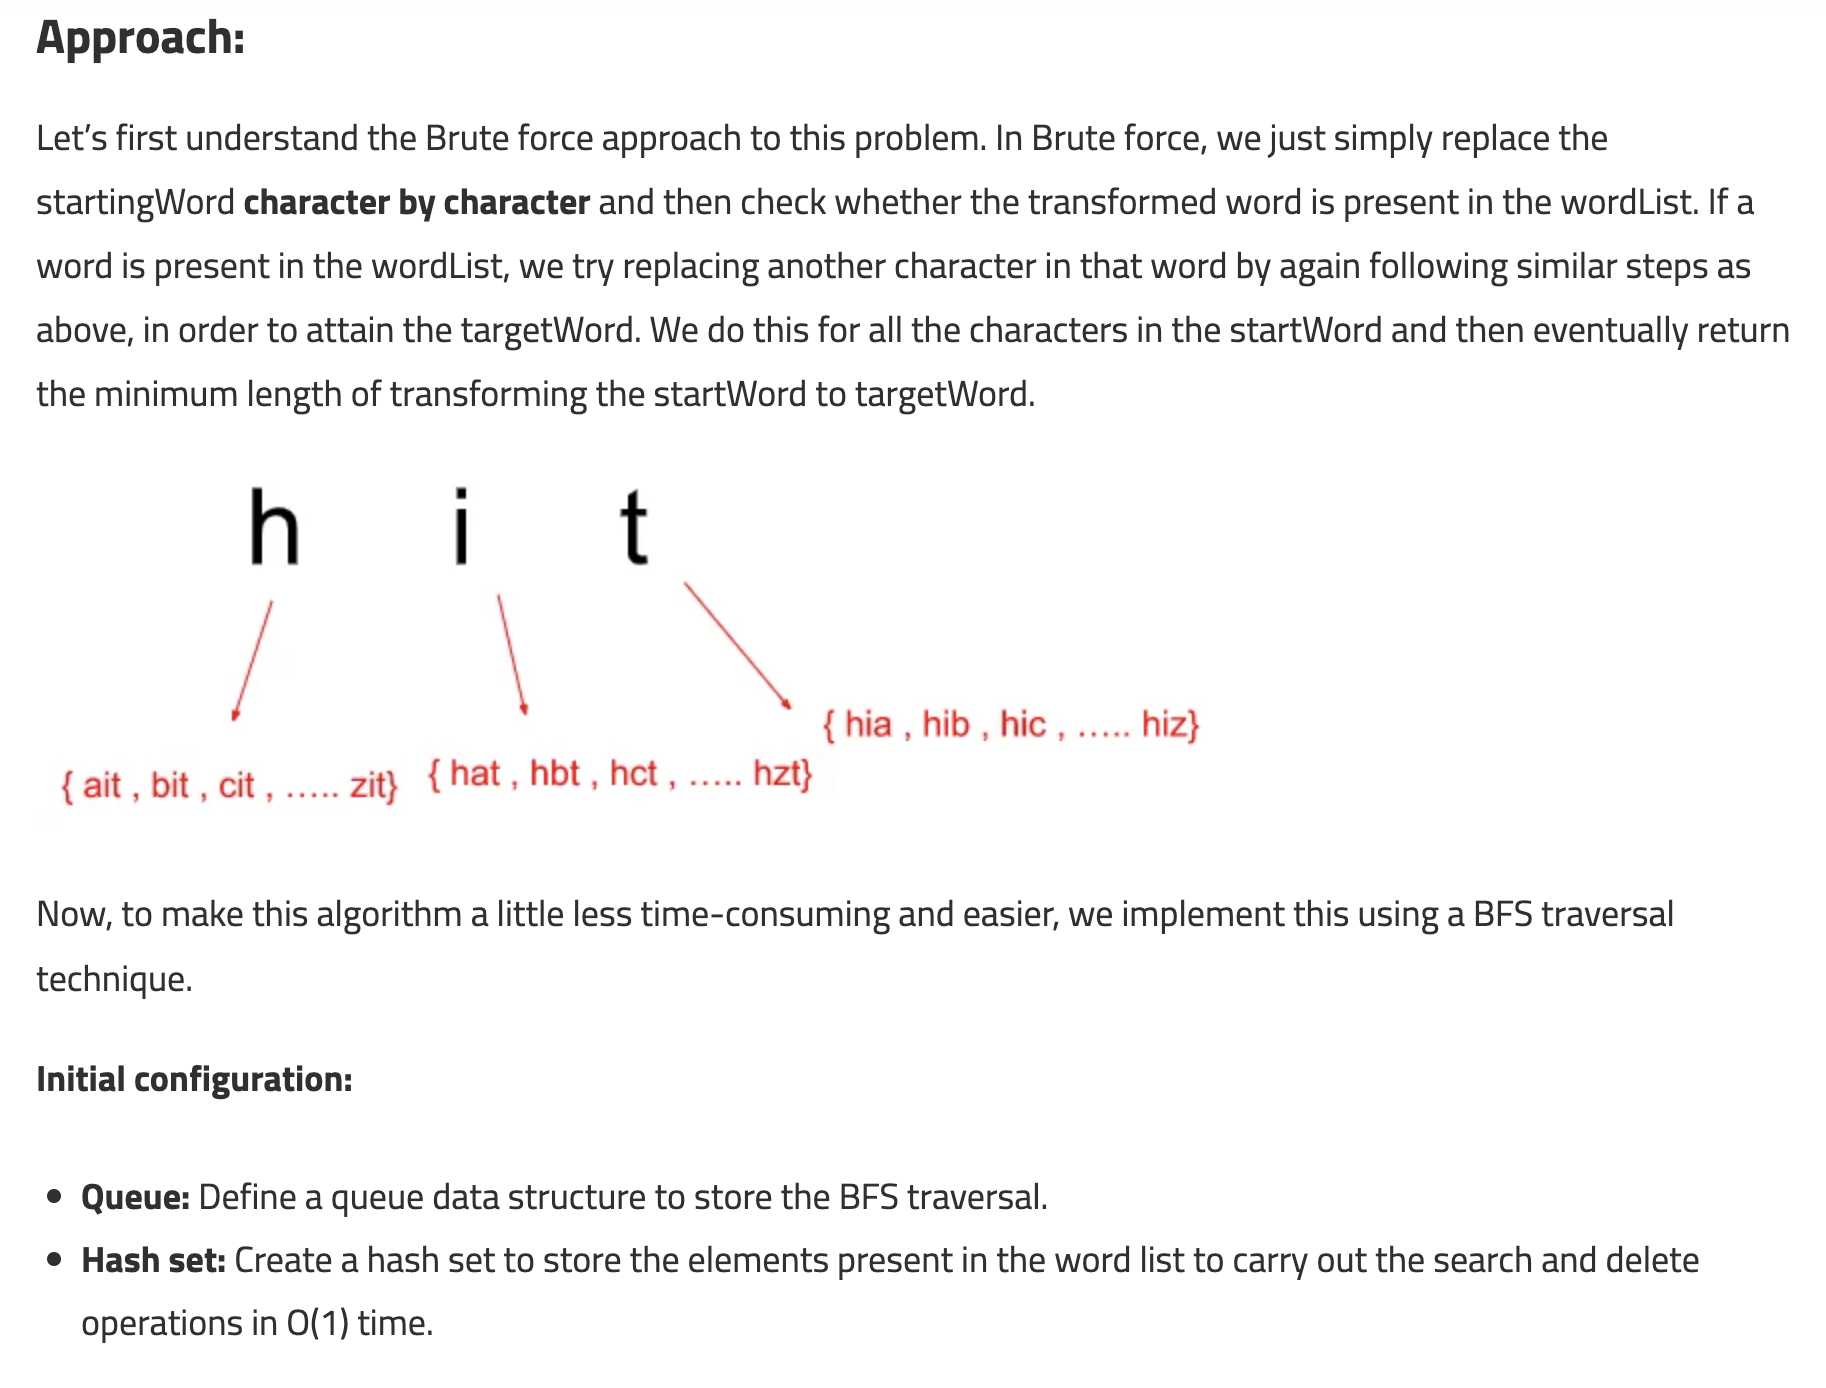 Approach:
Let's first understand the Brute force approach to this problem. In Brute force, we just simply replace the
startingWord character by character and then check whether the transformed word is present in the wordList. If a
word is present in the wordList, we try replacing another character in that word by again following similar steps as
above, in order to attain the targetWord. We do this for all the characters in the startWord and then eventually return
the minimum length of transforming the startWord to targetWord.
h i t
{ hia , hib , hic , ..... hiz}
{ ait , bit , cit , ..... zit} { hat , hbt , hct , ..... hzt}
Now, to make this algorithm a little less time-consuming and easier, we implement this using a BFS traversal
technique.
Initial configuration:
• Queue: Define a queue data structure to store the BFS traversal.
• Hash set: Create a hash set to store the elements present in the word list to carry out the search and delete
operations in O(1) time.